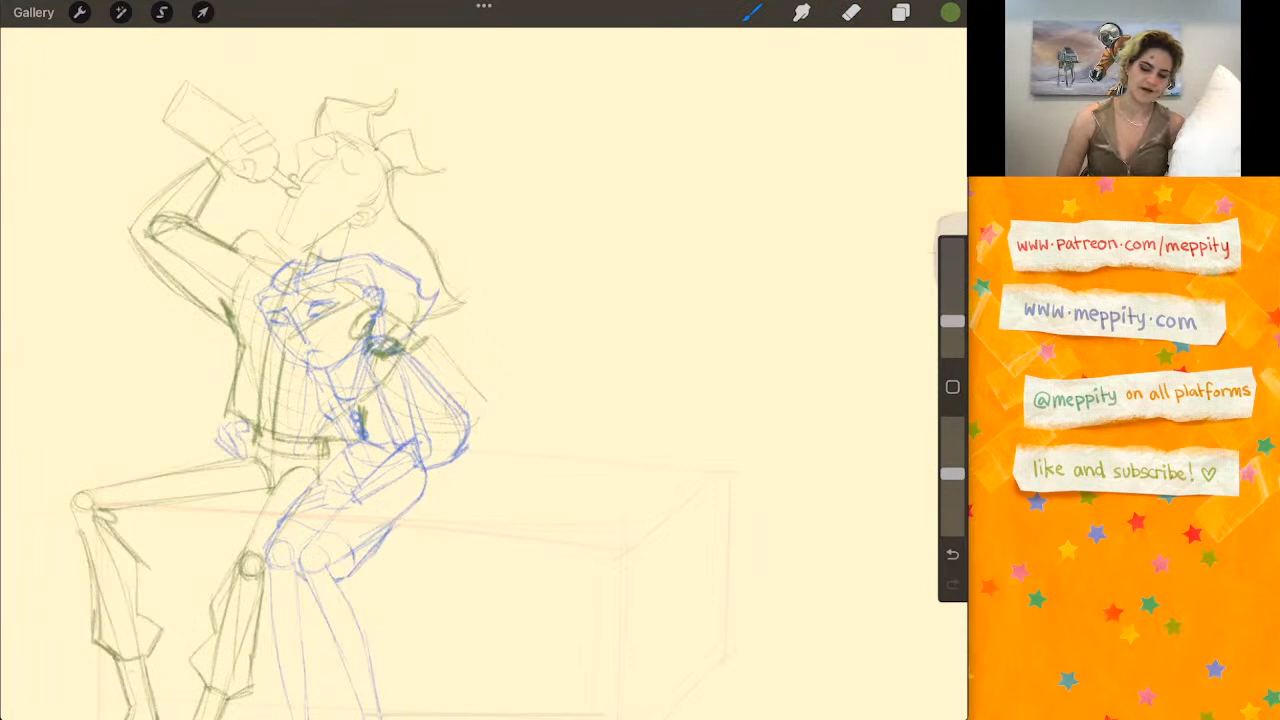 Gallery
www.patreon.com/meppity
www.meppity.com
@meppity on all platforms
like and subscribe! ♡